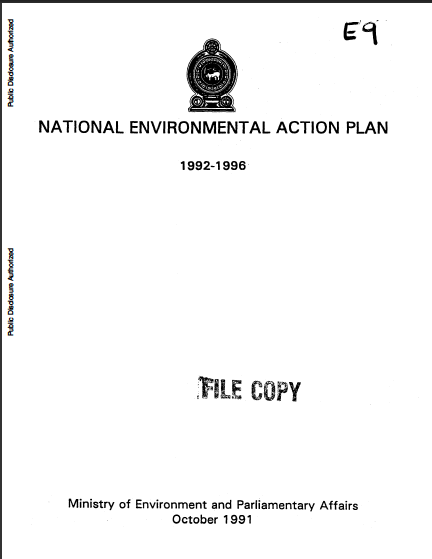 Public Disclosure Authorized
E9
NATIONAL ENVIRONMENTAL ACTION PLAN
1992-1996
Public Disclosure Authorized
FILE COPY
Ministry of Environment and Parliamentary Affairs
October 1991